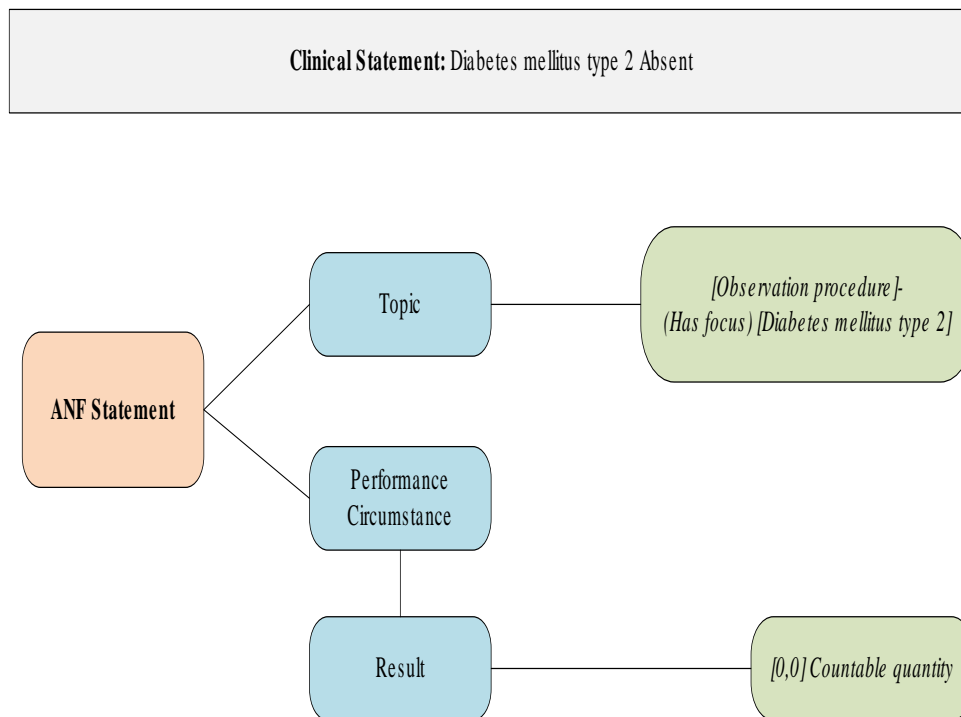 Clinical Statement: Diabetes mellitus type 2 Absent
Topic
[Observation procedure]-
(Has focus) [Diabetes mellitus type 2]
ANF Statement
Performance
Circumstance
Result
[0,0] Countable quantity